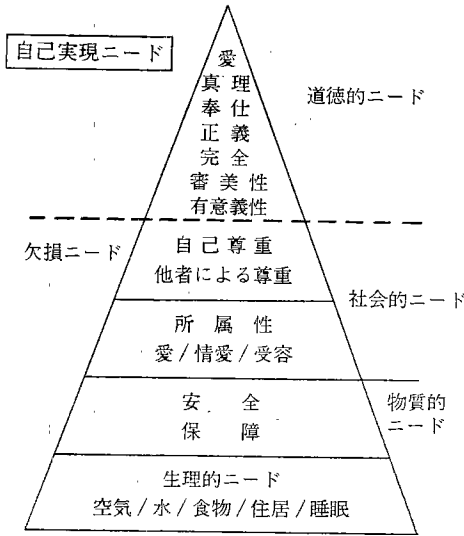 自己実現ニード
愛
真理
奉仕
正義
完全
審美性
有意義性
道徳的ニード
欠損ニード
自己尊重
他者による尊重
社会的ニード
所属性
愛/情愛/受容
安全
保障
物質的
ニード
生理的ニード
空気/水/食物/住居/睡眠